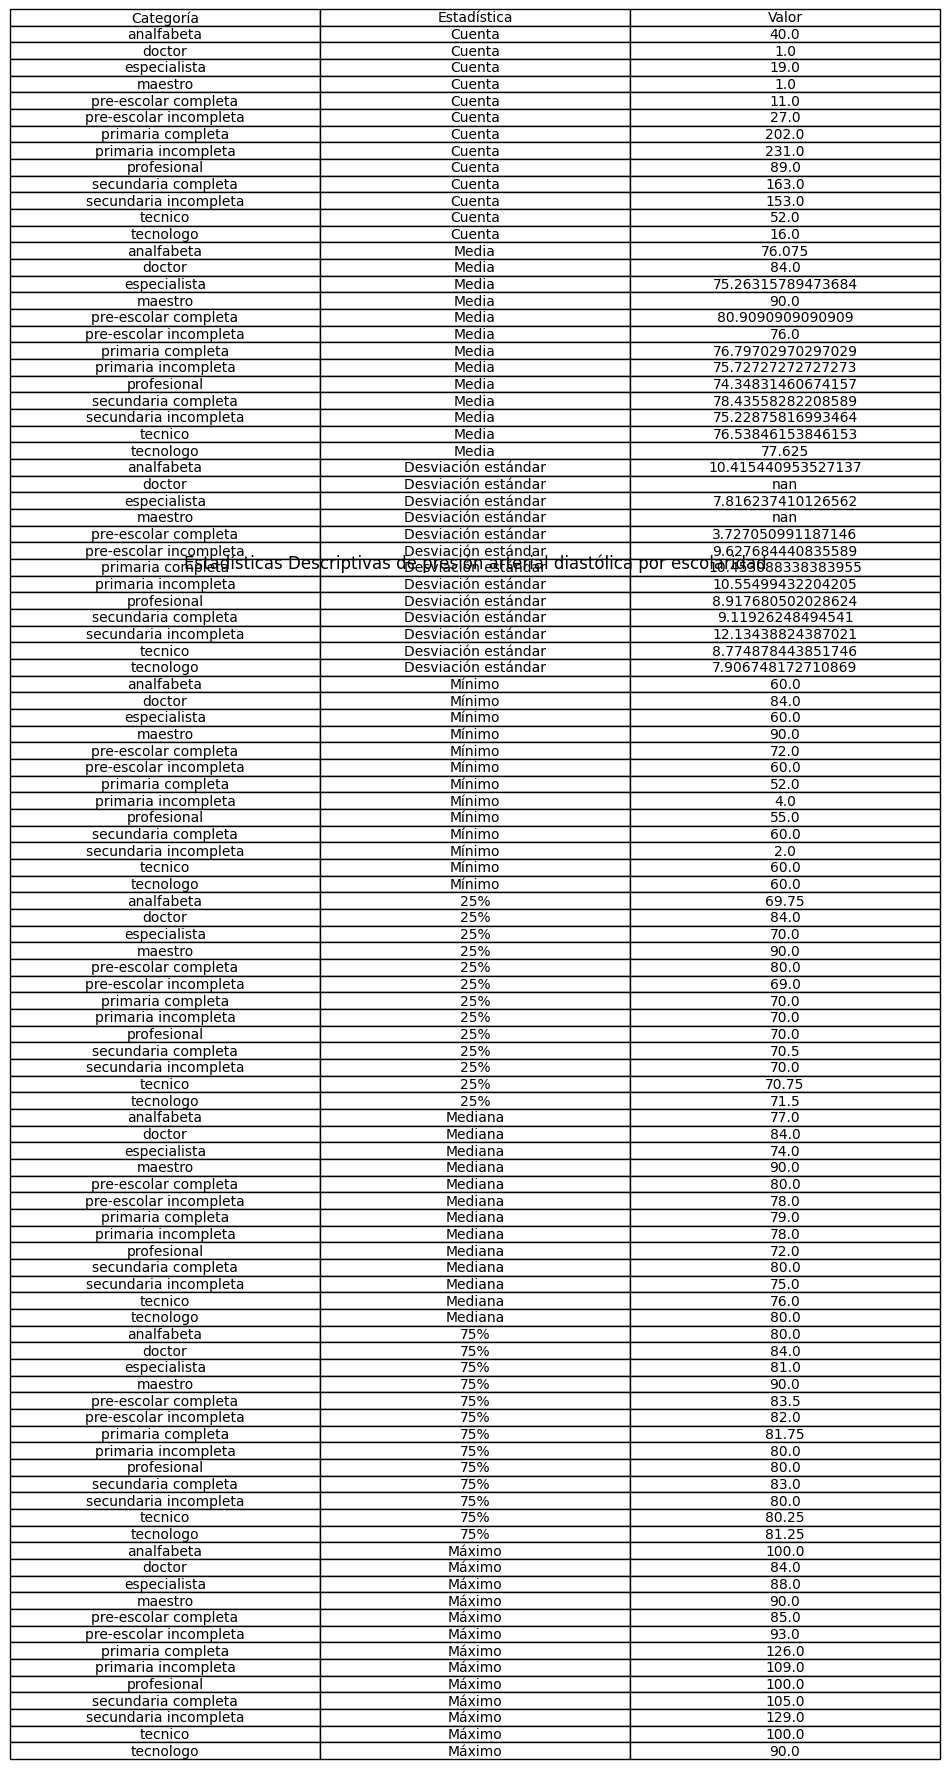 Categoría Estadística Valor
analfabeta Cuenta 40.0
doctor Cuenta 1.0
especialista Cuenta 19.0
maestro Cuenta 1.0
pre-escolar completa Cuenta 11.0
pre-escolar incompleta Cuenta 27.0
primaria completa Cuenta 202.0
primaria incompleta Cuenta 231.0
profesional Cuenta 89.0
secundaria completa Cuenta 163.0
secundaria incompleta Cuenta 153.0
tecnico Cuenta 52.0
tecnologo Cuenta 16.0
analfabeta Media 76.075
doctor Media 84.0
especialista Media 75.26315789473684
maestro Media 90.0
pre-escolar completa Media 80.9090909090909
pre-escolar incompleta Media 76.0
primaria completa Media 76.79702970297029
primaria incompleta Media 75.72727272727273
profesional Media 74.34831460674157
secundaria completa Media 78.43558282208589
secundaria incompleta Media 75.22875816993464
tecnico Media 76.53846153846153
tecnologo Media 77.625
analfabeta Desviación estándar 10.415440953527137
doctor Desviación estándar nan
especialista Desviación estándar 7.816237410126562
maestro Desviación estándar nan
pre-escolar completa Desviación estándar 3.727050991187146
pre-escolar incompleta Desviación estándar 9.627684440835589
Estadísticas Descriptivas de presión arterial diastólica por escolaridad
primaria completa Desviación estándar
primaria incompleta Desviación estándar 10.55499432204205
profesional Desviación estándar 8.917680502028624
secundaria completa Desviación estándar 9.11926248494541
secundaria incompleta Desviación estándar 12.13438824387021
tecnico Desviación estándar 8.774878443851746
tecnologo Desviación estándar 7.906748172710869
analfabeta Mínimo 60.0
doctor Mínimo 84.0
especialista Mínimo 60.0
maestro Mínimo 90.0
pre-escolar completa Mínimo 72.0
pre-escolar incompleta Mínimo 60.0
primaria completa Mínimo 52.0
primaria incompleta Mínimo 4.0
profesional Mínimo 55.0
secundaria completa Mínimo 60.0
secundaria incompleta Mínimo 2.0
tecnico Mínimo 60.0
tecnologo Mínimo 60.0
analfabeta 25% 69.75
doctor 25% 84.0
especialista 25% 70.0
maestro 25% 90.0
pre-escolar completa 25% 80.0
pre-escolar incompleta 25% 69.0
primaria completa 25% 70.0
primaria incompleta 25% 70.0
profesional 25% 70.0
secundaria completa 25% 70.5
secundaria incompleta 25% 70.0
tecnico 25% 70.75
tecnologo 25% 71.5
analfabeta Mediana 77.0
doctor Mediana 84.0
especialista Mediana 74.0
maestro Mediana 90.0
pre-escolar completa Mediana 80.0
pre-escolar incompleta Mediana 78.0
primaria completa Mediana 79.0
primaria incompleta Mediana 78.0
profesional Mediana 72.0
secundaria completa Mediana 80.0
secundaria incompleta Mediana 75.0
tecnico Mediana 76.0
tecnologo Mediana 80.0
analfabeta 75% 80.0
doctor 75% 84.0
especialista 75% 81.0
maestro 75% 90.0
pre-escolar completa 75% 83.5
pre-escolar incompleta 75% 82.0
primaria completa 75% 81.75
primaria incompleta 75% 80.0
profesional 75% 80.0
secundaria completa 75% 83.0
secundaria incompleta 75% 80.0
tecnico 75% 80.25
tecnologo 75% 81.25
analfabeta Máximo 100.0
doctor Máximo 84.0
especialista Máximo 88.0
maestro Máximo 90.0
pre-escolar completa Máximo 85.0
pre-escolar incompleta Máximo 93.0
primaria completa Máximo 126.0
primaria incompleta Máximo 109.0
profesional Máximo 100.0
secundaria completa Máximo 105.0
secundaria incompleta Máximo 129.0
tecnico Máximo 100.0
tecnologo Máximo 90.0